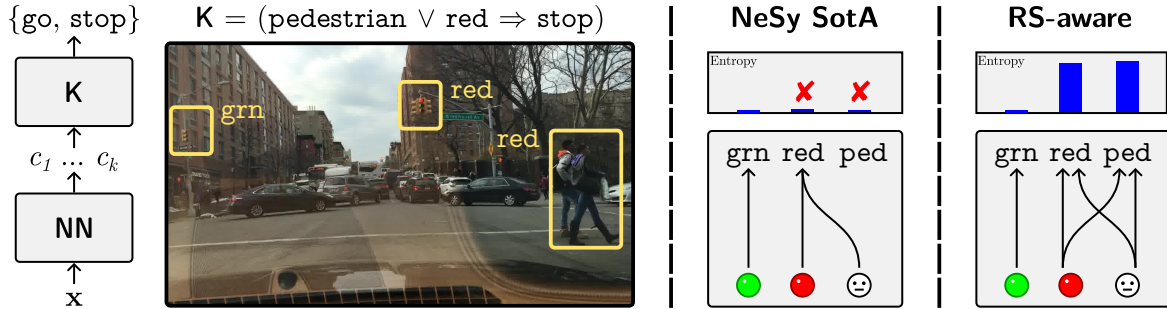 {go, stop}
K
c₁ ... cₖ
NN
x
K = (pedestrian ∨ red ⇒ stop)
grn
red
red
NeSy SotA
Entropy
✘ ✘
grn red ped
RS-aware
Entropy
grn red ped